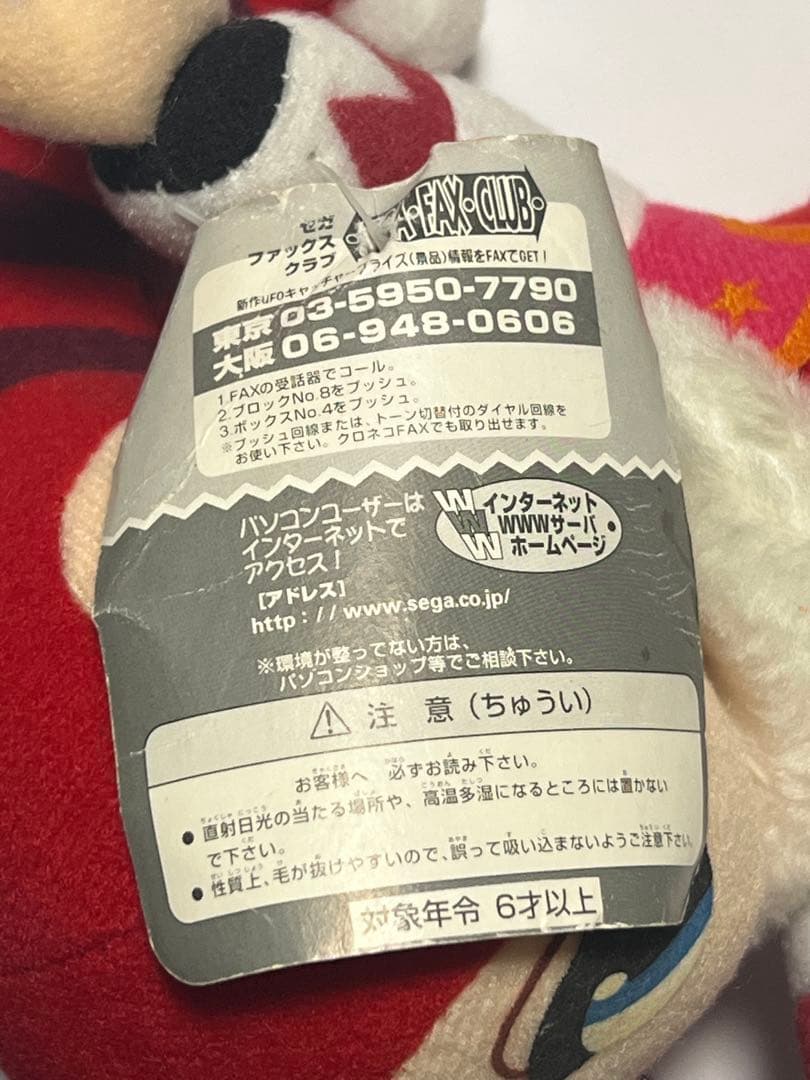 セガ
ファックス
クラブ
A・FAX・CLUB・
新作UFOキャッチャープライズ(景品)情報をFAXでGET!
東京 03-5950-7790
大阪 06-948-0606
1.FAXの受話器でコール。
2.ブロックNo.8をプッシュ。
3.ボックスNo.4をプッシュ。
※プッシュ回線または、トーン切替付のダイヤル回線を
お使い下さい。クロネコFAXでも取り出せます。
パソコンユーザーは
インターネットで
アクセス!
[アドレス]
http://www.sega.co.jp/
WWW
インターネット
WWWサーバ
ホームページ
※環境が整ってない方は、
パソコンショップ等でご相談下さい。
⚠ 注意(ちゅうい)
お客様へ 必ずお読み下さい。
●直射日光の当たる場所や、高温多湿になるところには置かない
で下さい。
●性質上、毛が抜けやすいので、誤って吸い込まないようご注意下さい。
対象年令 6才以上